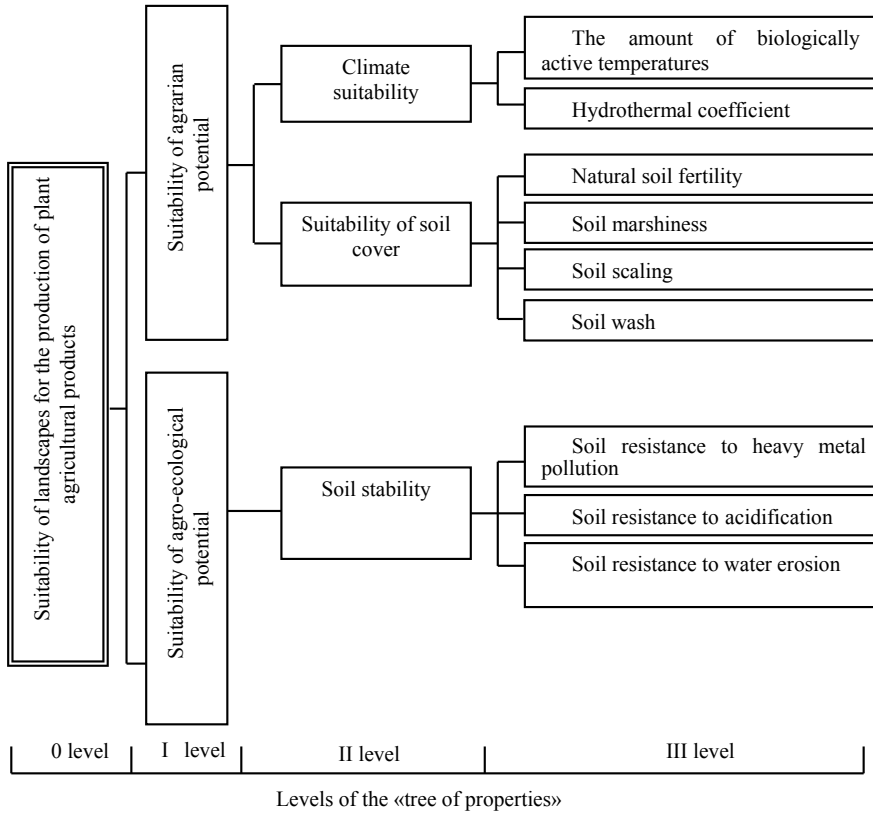 Suitability of landscapes for the production of plant
agricultural products
Suitability of agrarian
potential
Climate
suitability
The amount of biologically
active temperatures
Hydrothermal coefficient
Suitability of soil
cover
Natural soil fertility
Soil marshiness
Soil scaling
Soil wash
Suitability of agro-ecological
potential
Soil stability
Soil resistance to heavy metal
pollution
Soil resistance to acidification
Soil resistance to water erosion
0 level
I level
II level
III level
Levels of the «tree of properties»